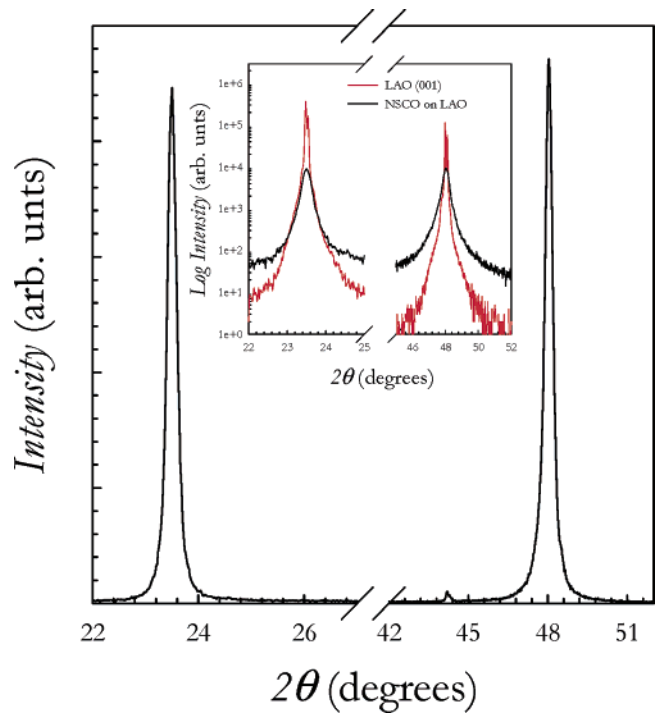 Intensity (arb. unts)
LAO (001)
NSCO on LAO
Log Intensity (arb. unts)
1e+6
1e+5
1e+4
1e+3
1e+2
1e+1
1e+0
22 23 24 25 46 48 50 52
2θ (degrees)
22 24 26 42 45 48 51
2θ (degrees)